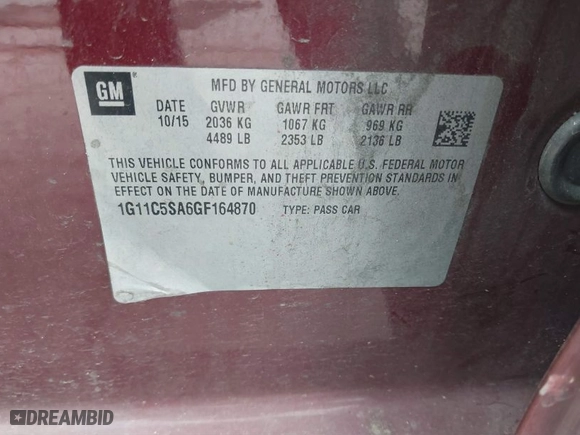 GM
MFD BY GENERAL MOTORS LLC
DATE GVWR GAWR FRT GAWR RR
10/15 2036 KG 1067 KG 969 KG
4489 LB 2353 LB 2136 LB
THIS VEHICLE CONFORMS TO ALL APPLICABLE U.S. FEDERAL MOTOR
VEHICLE SAFETY, BUMPER, AND THEFT PREVENTION STANDARDS IN
EFFECT ON THE DATE OF MANUFACTURE SHOWN ABOVE.
1G11C5SA6GF164870 TYPE: PASS CAR
DREAMBID